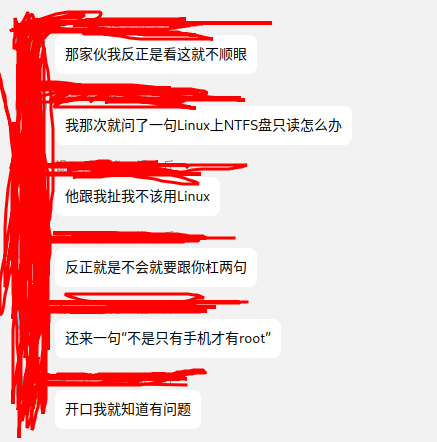 那家伙我反正是看这就不顺眼
我那次就问了一句Linux上NTFS盘只读怎么办
他跟我扯我不该用Linux
反正就是不会就要跟你杠两句
还来一句“不是只有手机才有root”
开口我就知道有问题